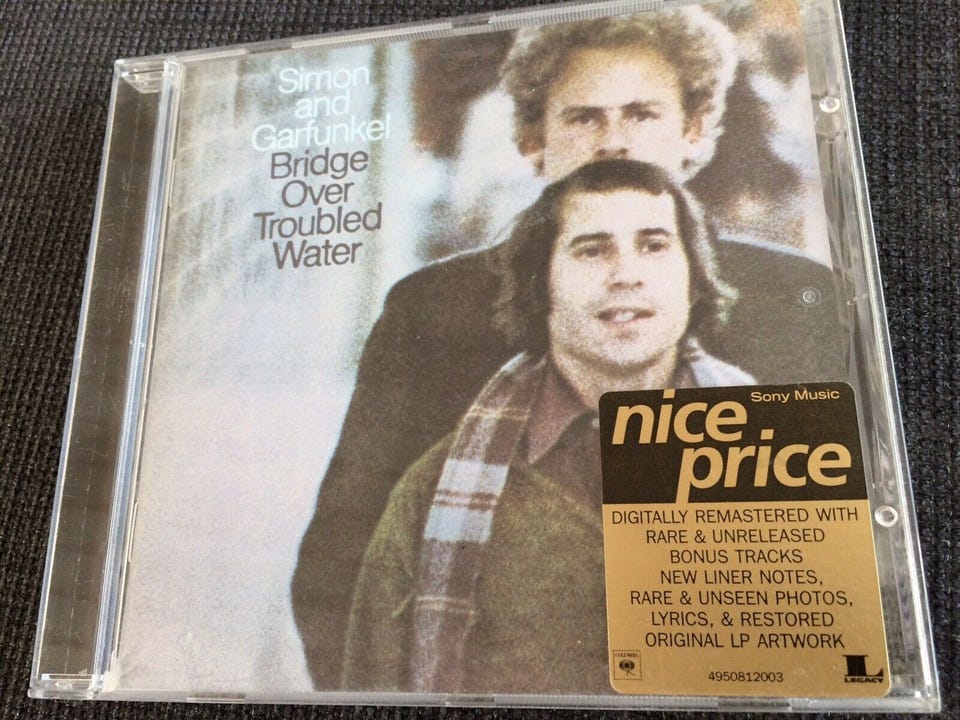 Simon
and
Garfunkel
Bridge
Over
Troubled
Water
Sony Music
nice
price
DIGITALLY REMASTERED WITH
RARE & UNRELEASED
BONUS TRACKS
NEW LINER NOTES,
RARE & UNSEEN PHOTOS,
LYRICS, & RESTORED
ORIGINAL LP ARTWORK
COLUMBIA
4950812003
L
LEGACY